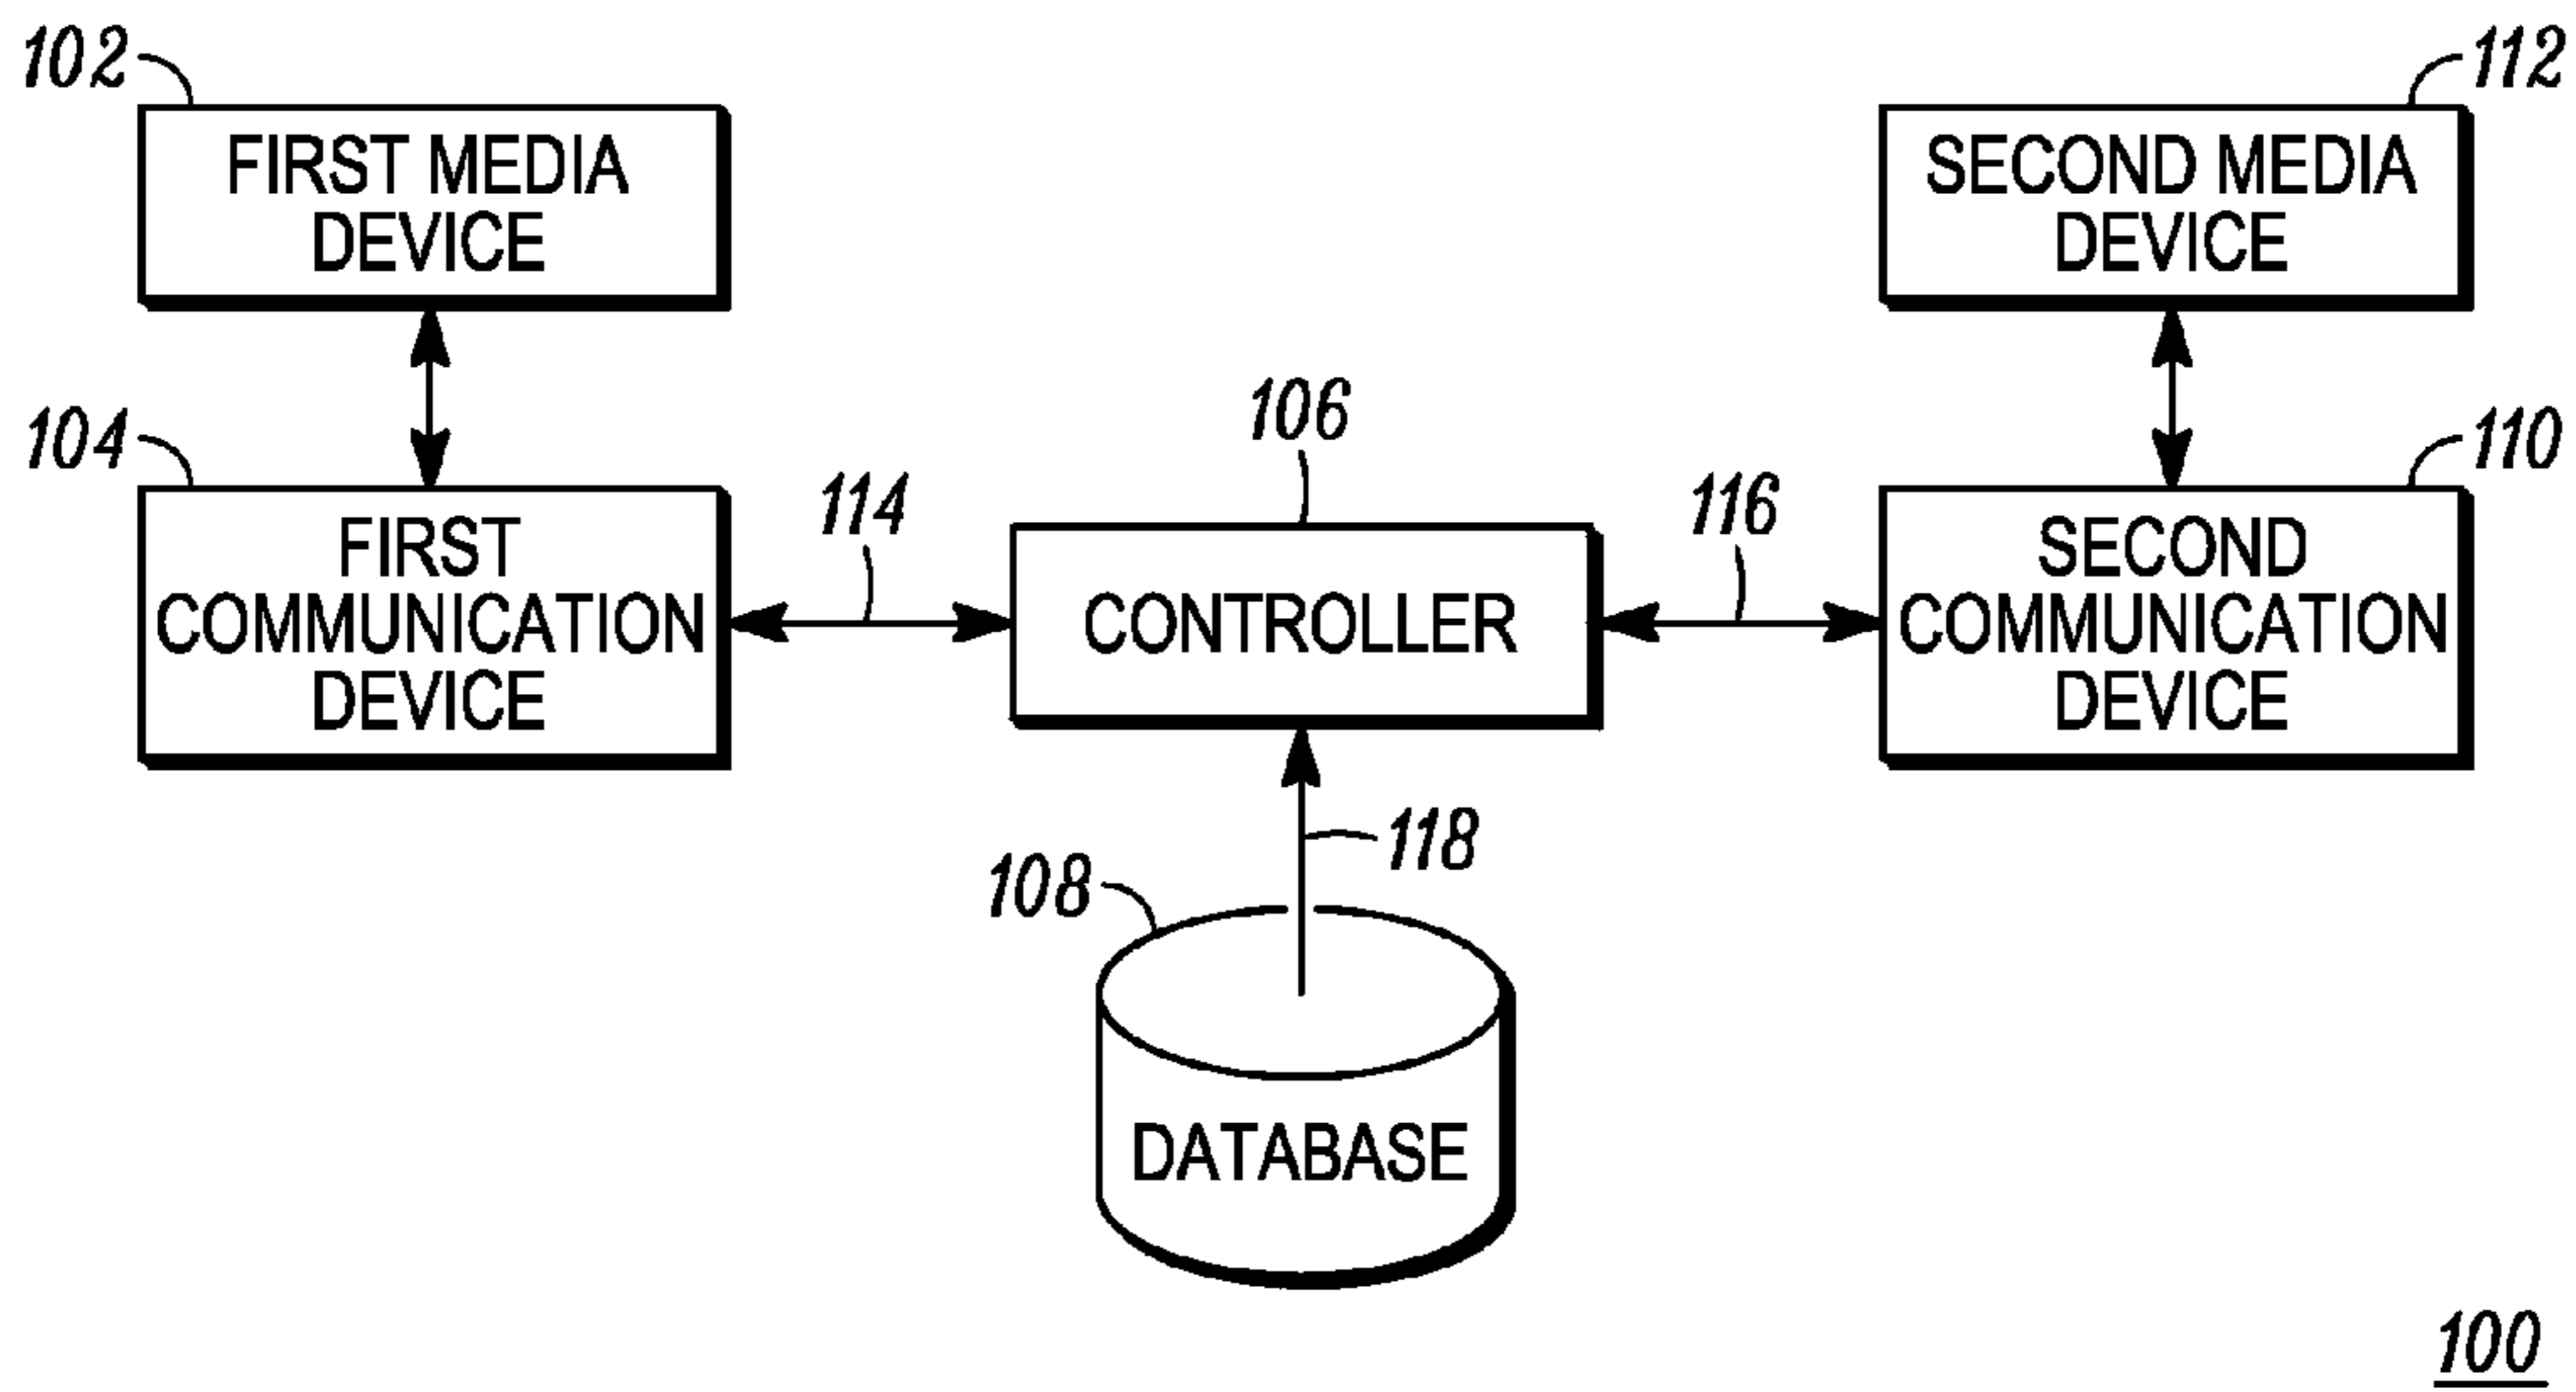 102
FIRST MEDIA
DEVICE
112
SECOND MEDIA
DEVICE
104
FIRST
COMMUNICATION
DEVICE
114
106
CONTROLLER
116
110
SECOND
COMMUNICATION
DEVICE
118
108
DATABASE
100